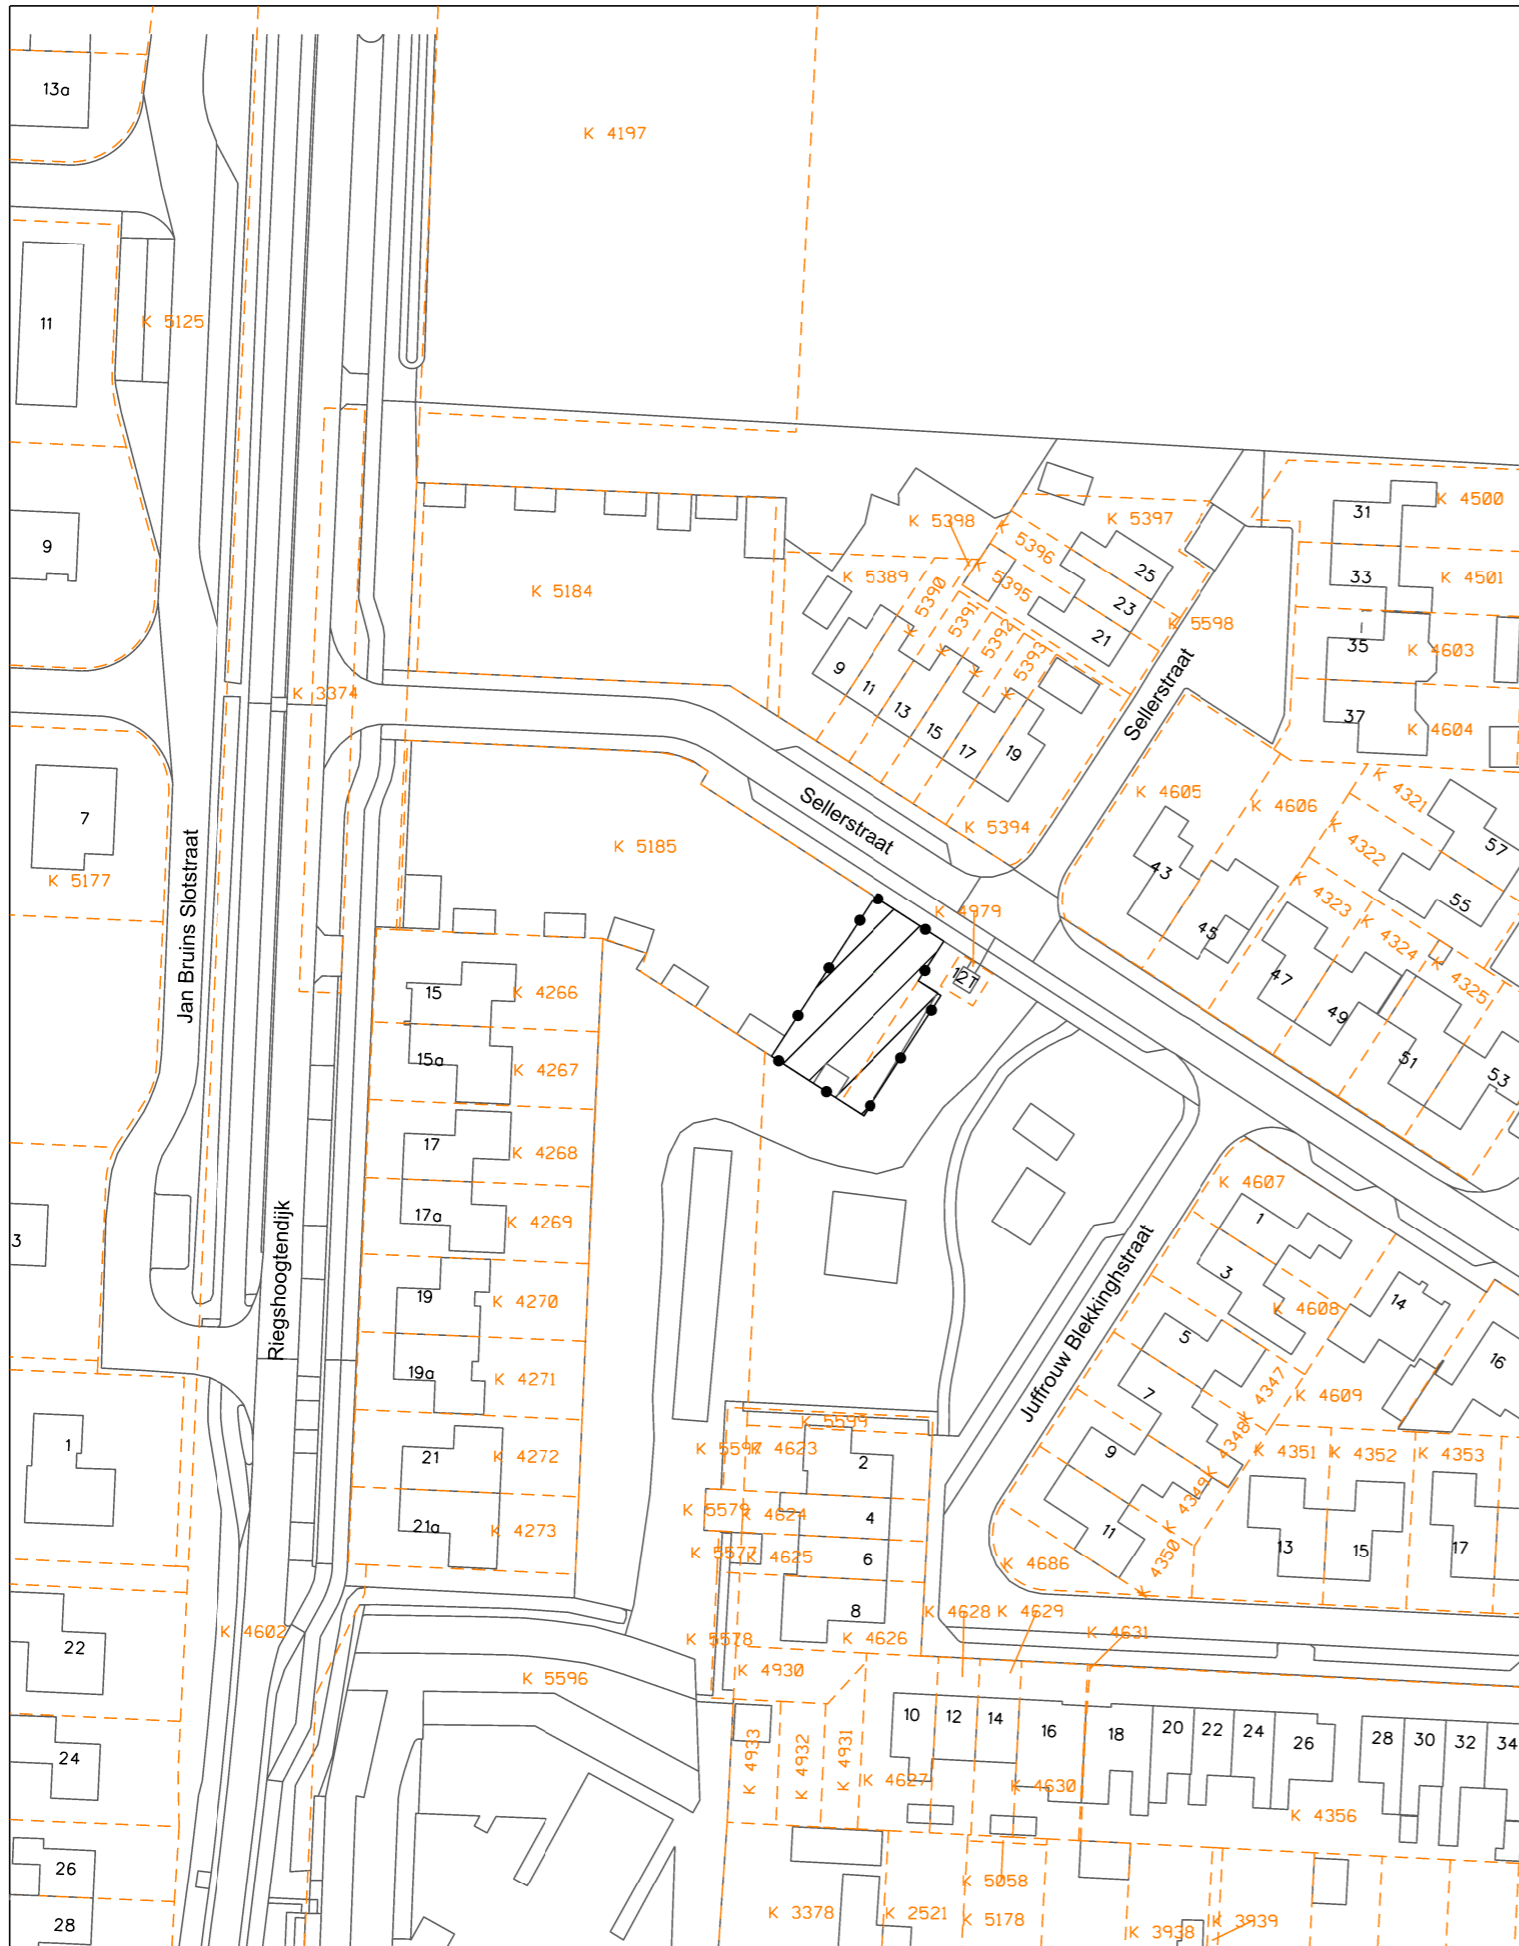 13a
K 4197
11
K 5125
31
K 4500
9
K 5398
K 5397
K 5396
25
33
K 4501
K 5389
K 5390
K 5395
K 5184
23
K 5391
21
K 5598
K 5392
35
K 4603
K 5393
9
11
K 3374
13
15
17
19
Sellerstraat
37
K 4604
K 4605
K 4606
K 4321
7
Sellerstraat
K 5394
K 4322
57
K 5185
43
K 5177
Jan Bruins Slotstraat
K 4323
55
K 4979
45
K 4324
K 4325
121
47
15
K 4266
49
15a
K 4267
51
53
17
K 4268
K 4607
17a
K 4269
1
3
3
Riegshoogtendijk
19
K 4270
Juffrouw Blekkinghstraat
K 4608
14
5
19a
K 4271
7
K 4347
K 4609
16
K 5599
1
21
K 4272
K 5597
K 4623
2
9
K 4348
K 4351
K 4352
K 4353
K 5579
K 4624
4
K 4349
21a
K 4273
11
13
15
17
K 5577
K 4625
6
K 4686
K 4350
22
K 4602
8
K 4628
K 4629
K 5578
K 4626
K 4631
K 4930
K 5596
24
10
12
14
16
18
20
22
24
26
28
30
32
34
K 4933
K 4932
K 4931
K 4627
K 4630
K 4356
26
K 5058
28
K 3378
K 2521
K 5178
K 3938
K 3939